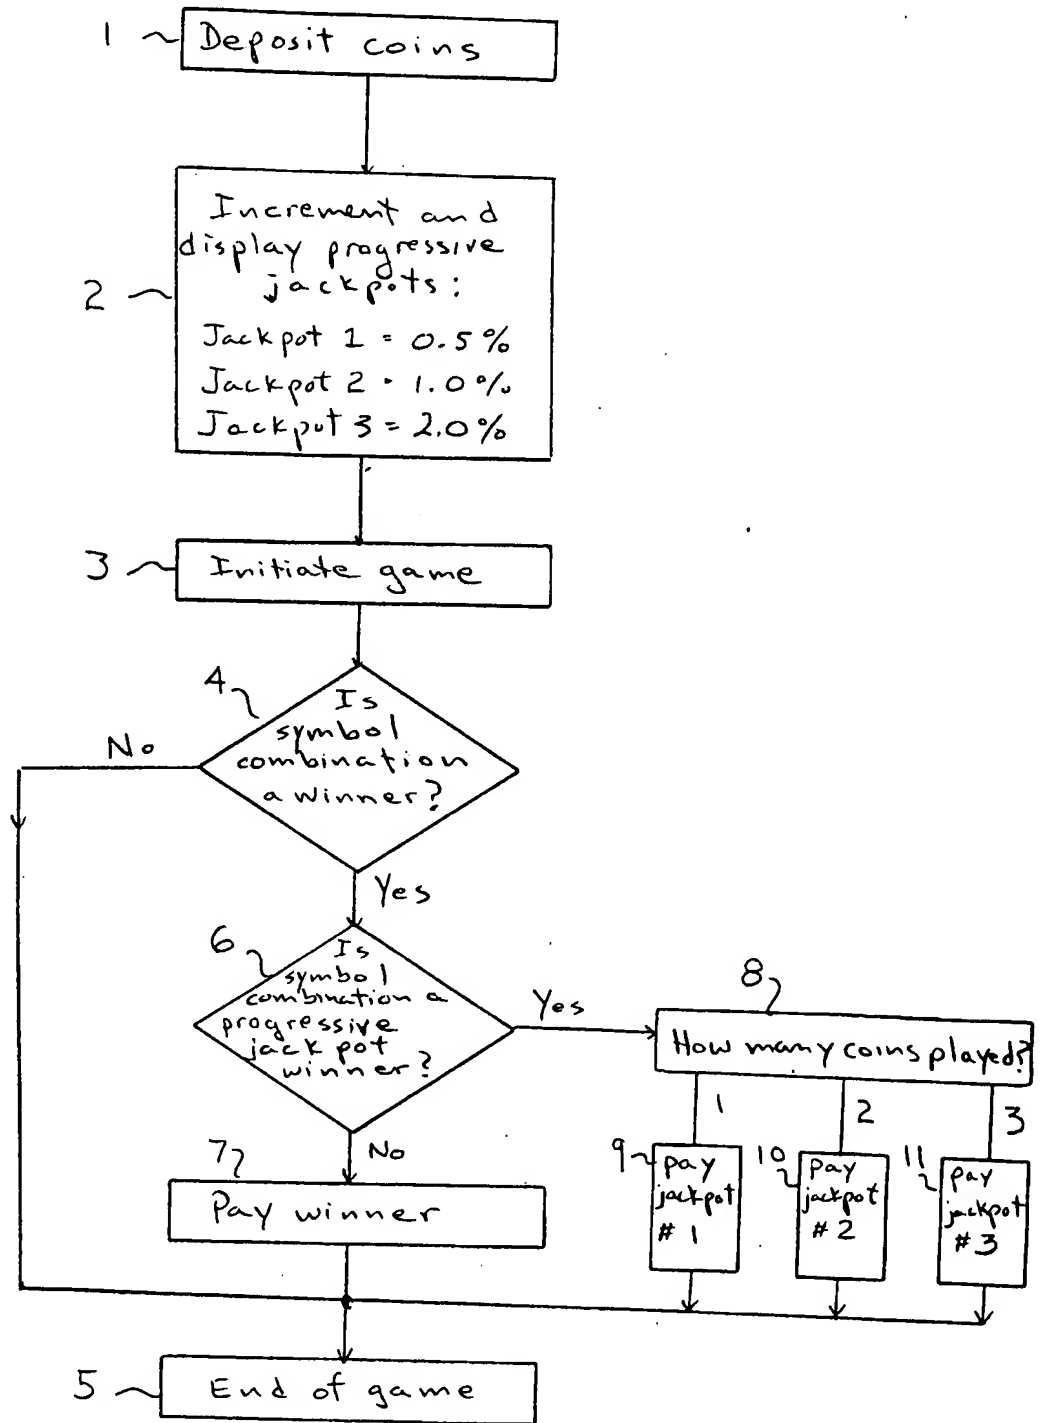 1
Deposit coins
2
Increment and
display progressive
jackpots:
Jackpot 1 = 0.5%
Jackpot 2 = 1.0%
Jackpot 3 = 2.0%
3
Initiate game
4
Is
symbol
combination
a winner?
No
Yes
6
Is
symbol
combination a
progressive
jackpot
winner?
Yes
8
How many coins played?
1
2
3
No
7
Pay winner
9
pay
jackpot
# 1
10
pay
jackpot
# 2
11
pay
jackpot
# 3
5
End of game